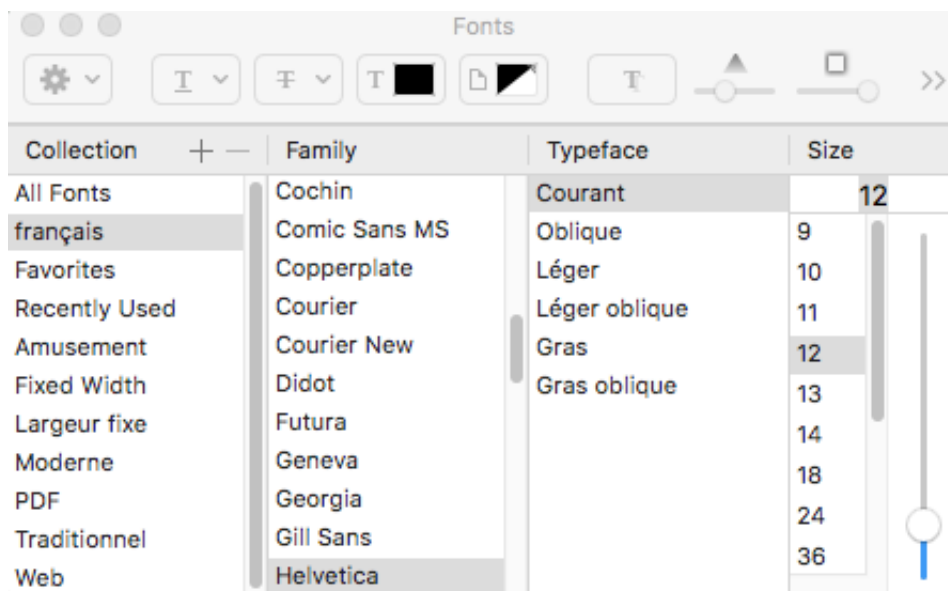 Fonts
T T T T
Collection + — Family Typeface Size
All Fonts
français
Favorites
Recently Used
Amusement
Fixed Width
Largeur fixe
Moderne
PDF
Traditionnel
Web
Cochin
Comic Sans MS
Copperplate
Courier
Courier New
Didot
Futura
Geneva
Georgia
Gill Sans
Helvetica
Courant
Oblique
Léger
Léger oblique
Gras
Gras oblique
12
9
10
11
12
13
14
18
24
36